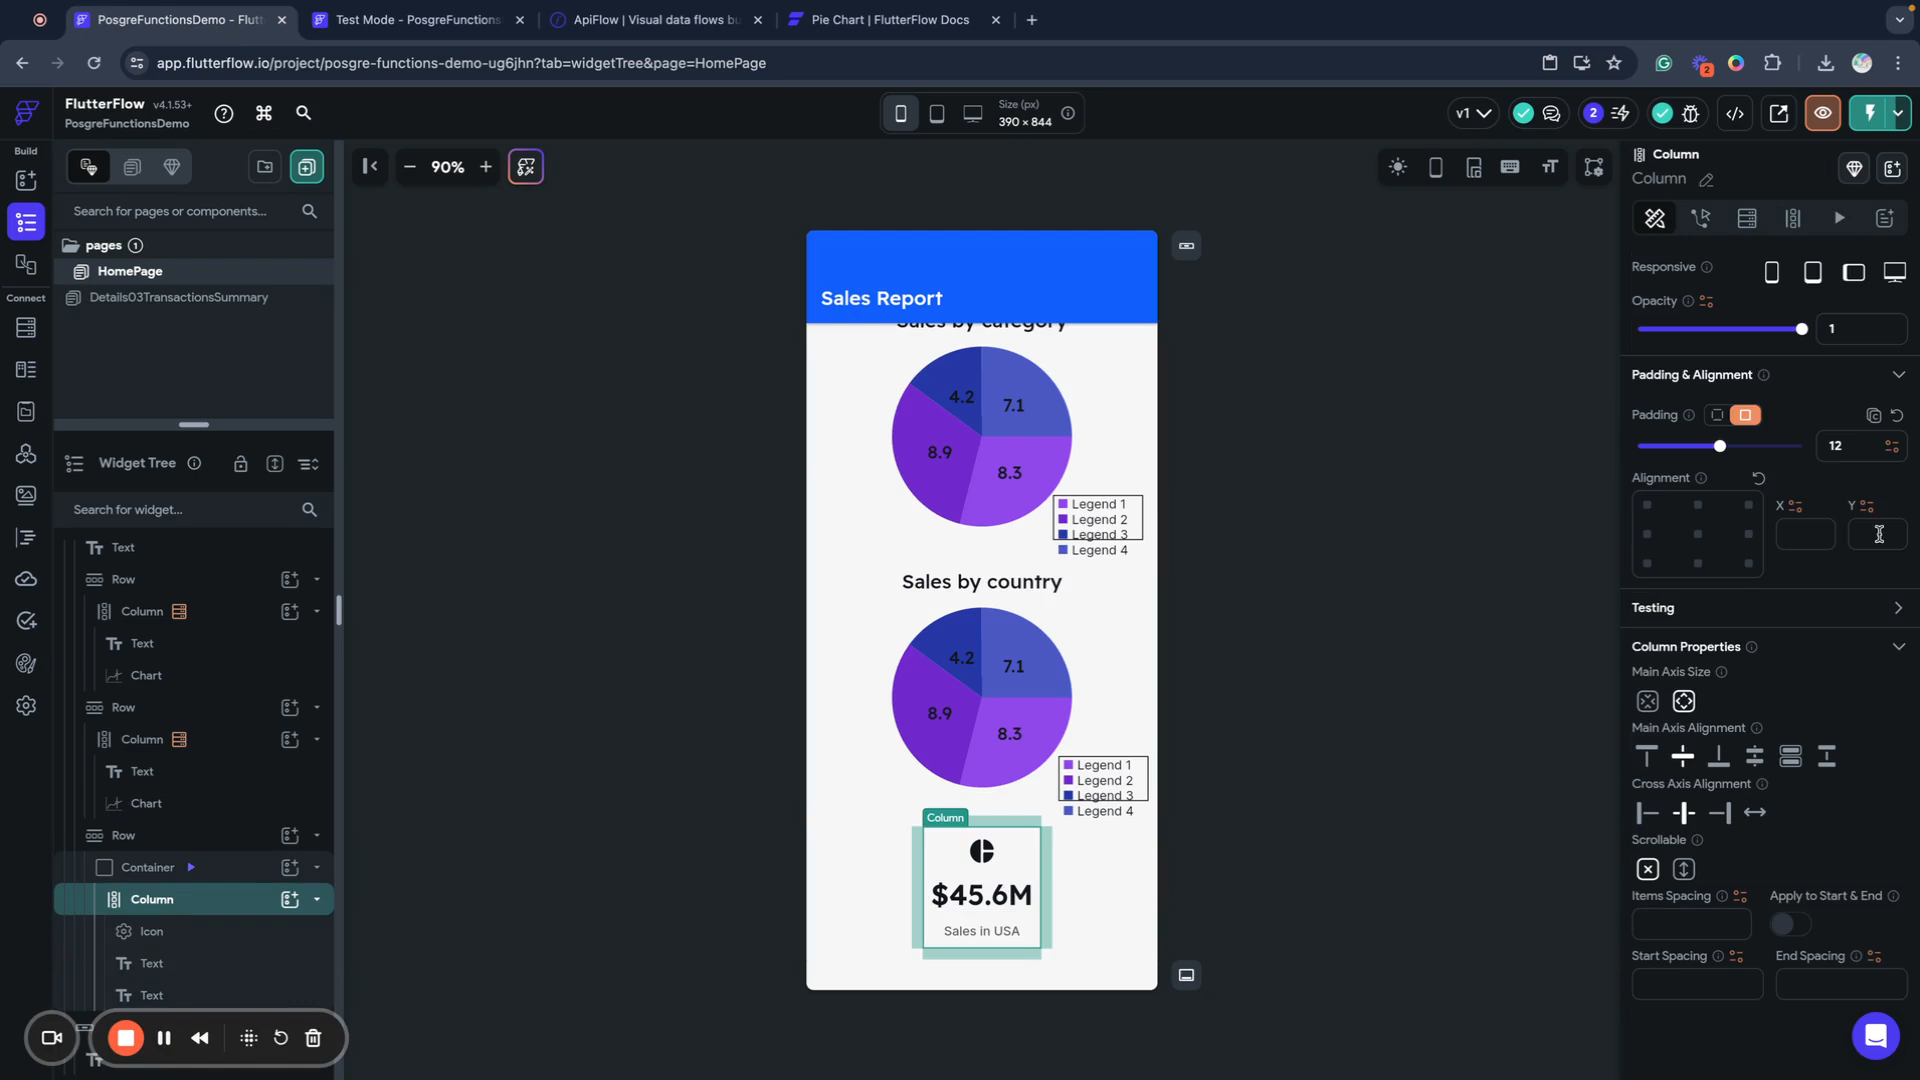 PosgreFunctionsDemo - Flutt
Test Mode - PosgreFunctions
ApiFlow | Visual data flows bu
Pie Chart | FlutterFlow Docs
app.flutterflow.io/project/posgre-functions-demo-ug6jhn?tab=widgetTree&page=HomePage
2
FlutterFlow v4.1.53+
PosgreFunctionsDemo
Size (px)
390 × 844
v1
2
Build
90%
Column
Column
Search for pages or components...
pages 1
HomePage
Details03TransactionsSummary
Connect
Widget Tree
Search for widget...
Text
Row
Column
Text
Chart
Row
Column
Text
Chart
Row
Container
Column
Icon
Text
Text
Sales Report
Sales by category
4.2
7.1
8.9
8.3
Legend 1
Legend 2
Legend 3
Legend 4
Sales by country
4.2
7.1
8.9
8.3
Legend 1
Legend 2
Legend 3
Legend 4
Column
$45.6M
Sales in USA
Responsive
Opacity
1
Padding & Alignment
Padding
12
Alignment
X
Y
Testing
Column Properties
Main Axis Size
Main Axis Alignment
Cross Axis Alignment
Scrollable
Items Spacing
Apply to Start & End
Start Spacing
End Spacing